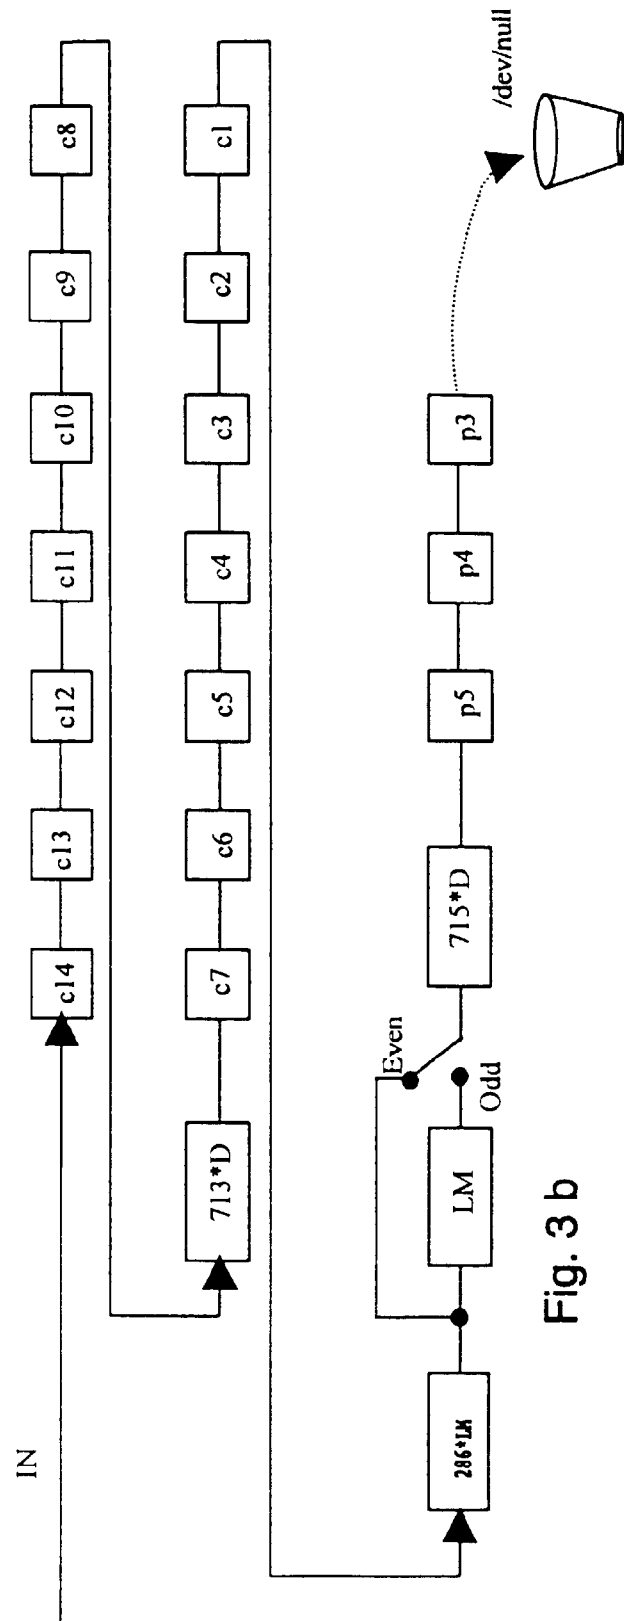 IN
c14 c13 c12 c11 c10 c9 c8
713*D c7 c6 c5 c4 c3 c2 c1
286*LM LM Even Odd 715*D p5 p4 p3 /dev/null
Fig. 3 b